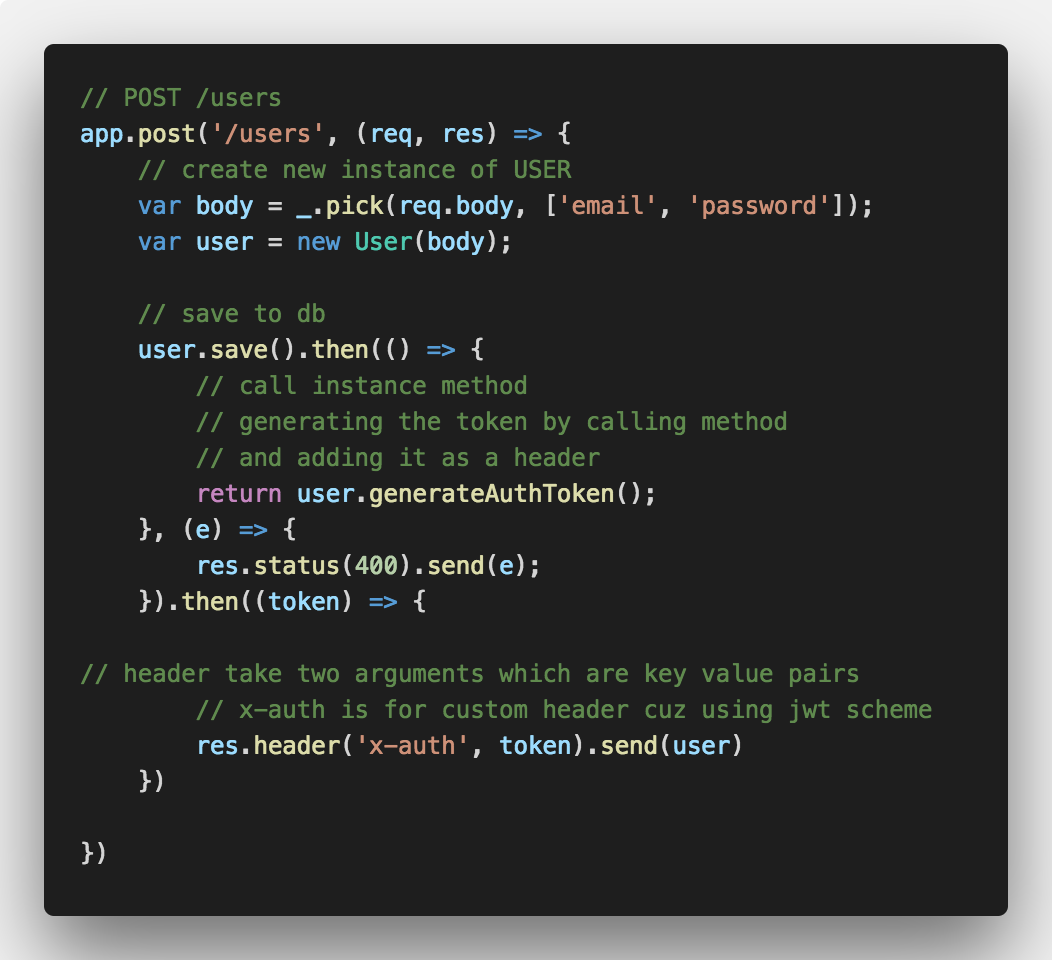 // POST /users
app.post('/users', (req, res) => {
    // create new instance of USER
    var body = _.pick(req.body, ['email', 'password']);
    var user = new User(body);

    // save to db
    user.save().then(() => {
        // call instance method
        // generating the token by calling method
        // and adding it as a header
        return user.generateAuthToken();
    }, (e) => {
        res.status(400).send(e);
    }).then((token) => {

// header take two arguments which are key value pairs
        // x-auth is for custom header cuz using jwt scheme
        res.header('x-auth', token).send(user)
    })

})